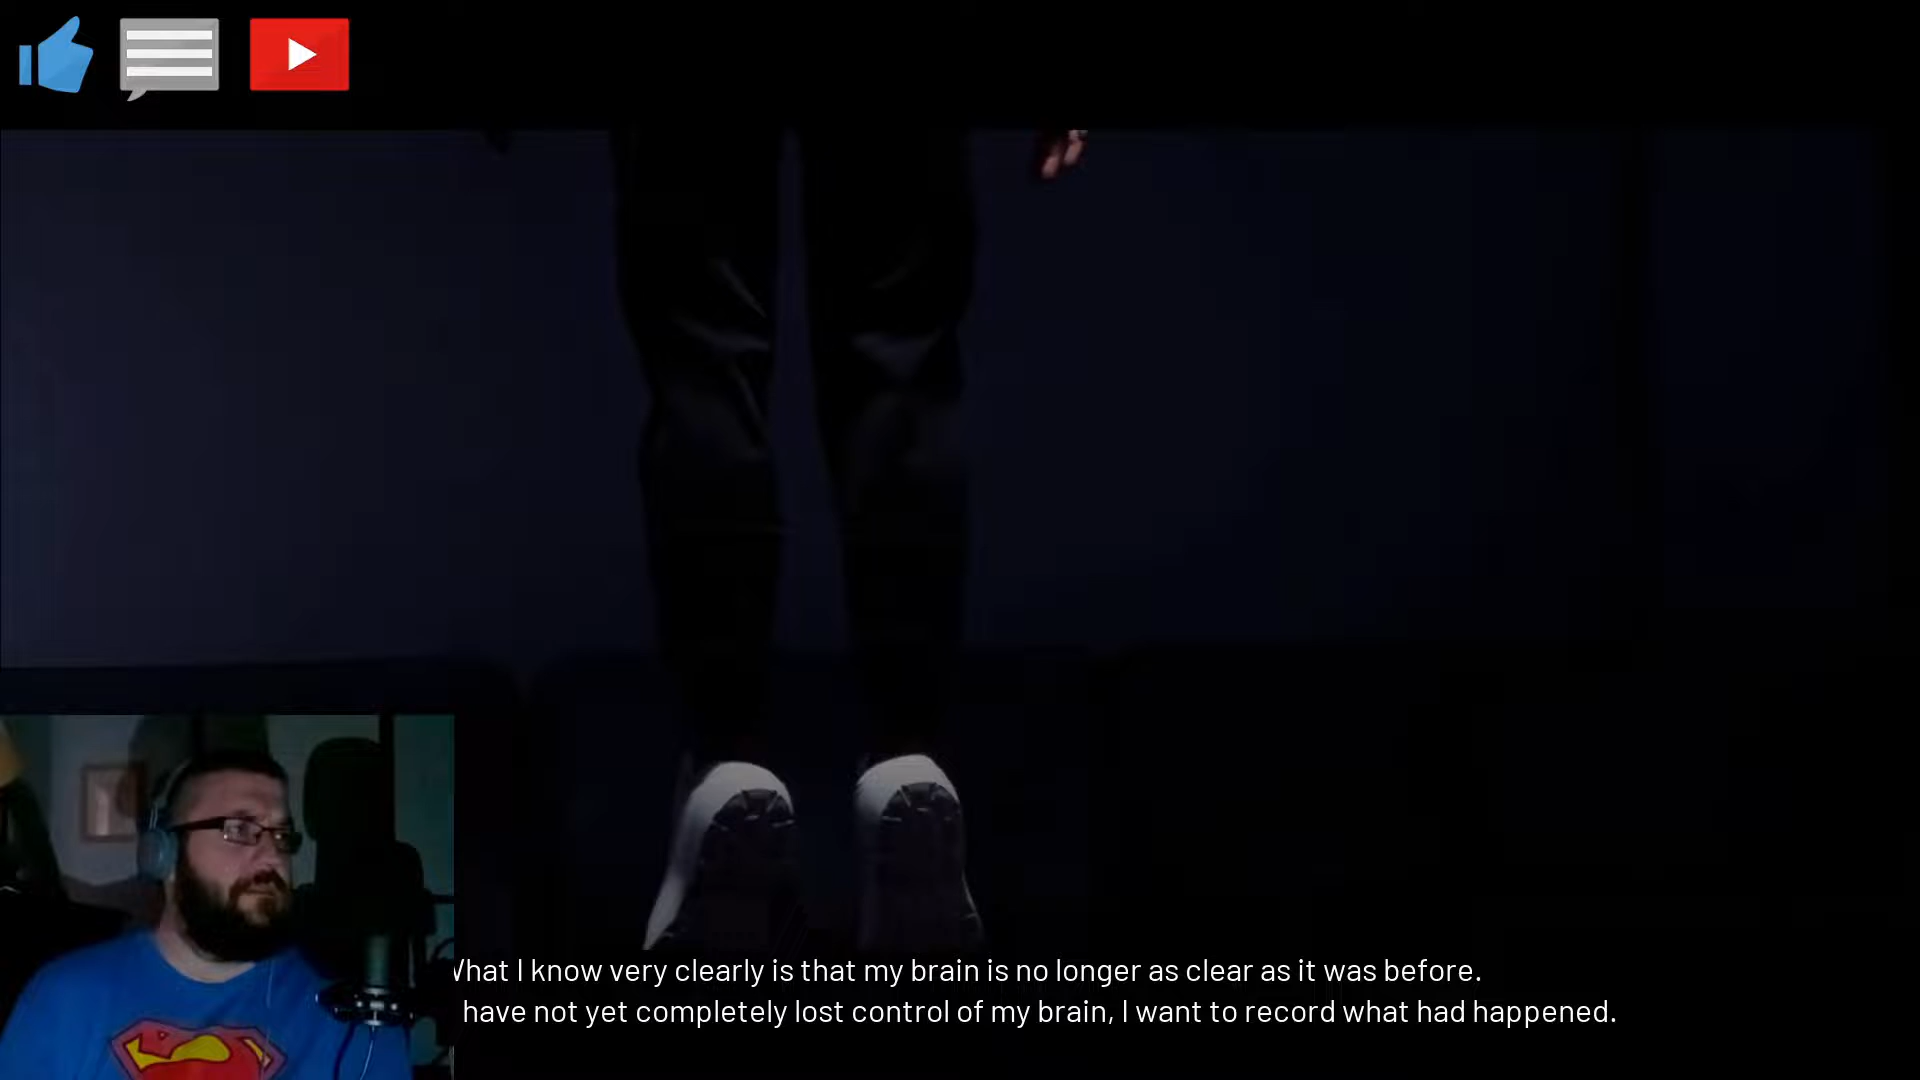 What I know very clearly is that my brain is no longer as clear as it was before.
have not yet completely lost control of my brain, I want to record what had happened.